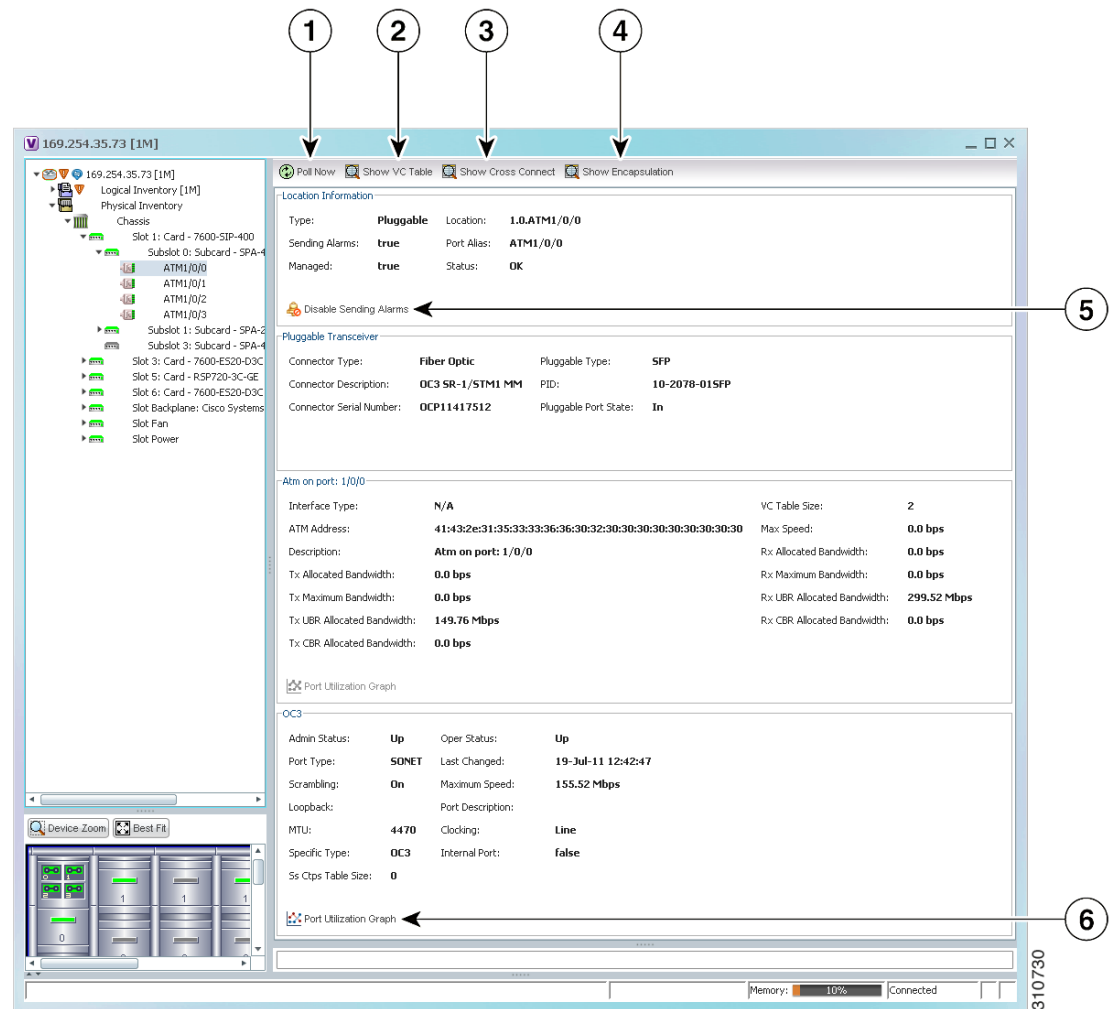 1 2 3 4
169.254.35.73 [1M]
169.254.35.73 [1M]
Logical Inventory [1M]
Physical Inventory
Chassis
Slot 1: Card - 7600-SIP-400
Subslot 0: Subcard - SPA-4
ATM1/0/0
ATM1/0/1
ATM1/0/2
ATM1/0/3
Subslot 1: Subcard - SPA-2
Subslot 3: Subcard - SPA-4
Slot 3: Card - 7600-ES20-D3C
Slot 5: Card - RSP720-3C-GE
Slot 6: Card - 7600-ES20-D3C
Slot Backplane: Cisco Systems
Slot Fan
Slot Power
Device Zoom Best Fit
0 1 1 1
Poll Now Show VC Table Show Cross Connect Show Encapsulation
Location Information
Type: Pluggable Location: 1.0.ATM1/0/0
Sending Alarms: true Port Alias: ATM1/0/0
Managed: true Status: OK
Disable Sending Alarms
5
Pluggable Transceiver
Connector Type: Fiber Optic Pluggable Type: SFP
Connector Description: OC3 SR-1/STM1 MM PID: 10-2078-01SFP
Connector Serial Number: OCP11417512 Pluggable Port State: In
Atm on port: 1/0/0
Interface Type: N/A VC Table Size: 2
ATM Address: 41:43:2e:31:35:33:33:36:36:30:32:30:30:30:30:30:30:30:30:30 Max Speed: 0.0 bps
Description: Atm on port: 1/0/0 Rx Allocated Bandwidth: 0.0 bps
Tx Allocated Bandwidth: 0.0 bps Rx Maximum Bandwidth: 0.0 bps
Tx Maximum Bandwidth: 0.0 bps Rx UBR Allocated Bandwidth: 299.52 Mbps
Tx UBR Allocated Bandwidth: 149.76 Mbps Rx CBR Allocated Bandwidth: 0.0 bps
Tx CBR Allocated Bandwidth: 0.0 bps
Port Utilization Graph
OC3
Admin Status: Up Oper Status: Up
Port Type: SONET Last Changed: 19-Jul-11 12:42:47
Scrambling: On Maximum Speed: 155.52 Mbps
Loopback: Port Description:
MTU: 4470 Clocking: Line
Specific Type: OC3 Internal Port: false
Ss Ctps Table Size: 0
Port Utilization Graph
6
Memory: 10% Connected
310730